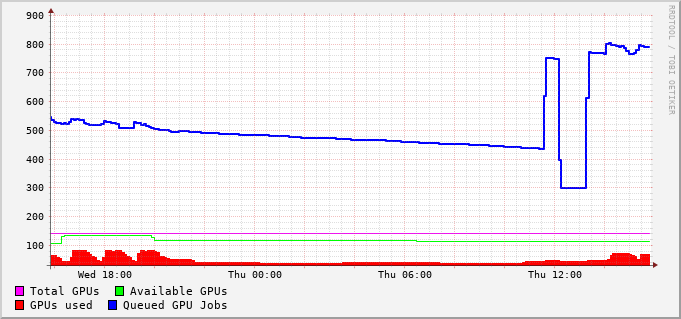 900
800
700
600
500
400
300
200
100
Wed 18:00 Thu 00:00 Thu 06:00 Thu 12:00
Total GPUs Available GPUs
GPUs used Queued GPU Jobs
RRDTOOL / TOBI OETIKER